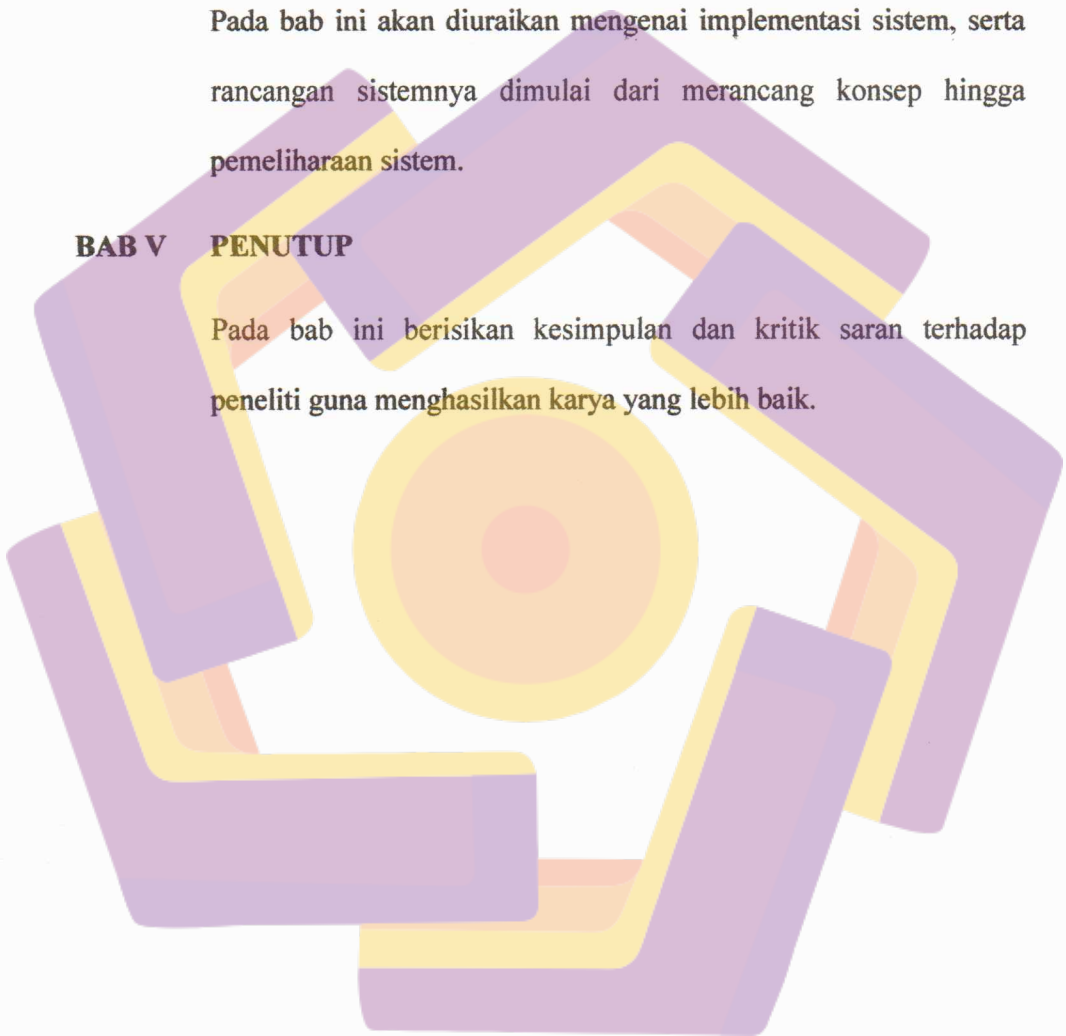 Pada bab ini akan diuraikan mengenai implementasi sistem, serta
rancangan sistemnya dimulai dari merancang konsep hingga
pemeliharaan sistem.
BAB V PENUTUP
Pada bab ini berisikan kesimpulan dan kritik saran terhadap
peneliti guna menghasilkan karya yang lebih baik.